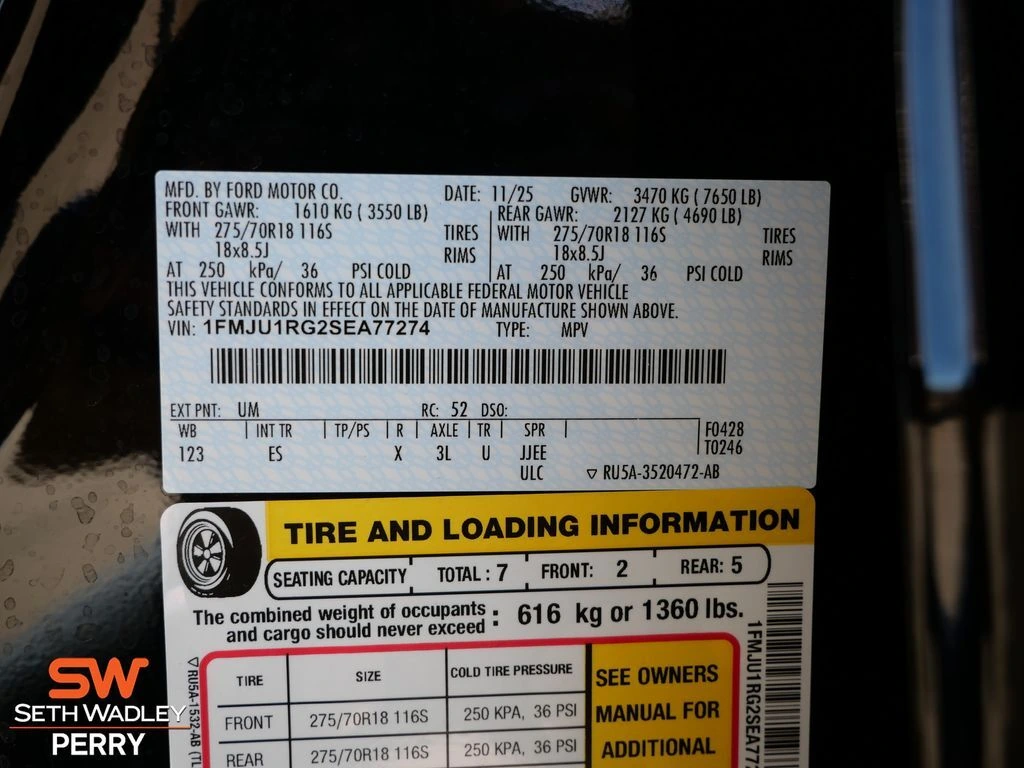 MFD. BY FORD MOTOR CO. DATE: 11/25 GVWR: 3470 KG ( 7650 LB)
FRONT GAWR: 1610 KG ( 3550 LB) REAR GAWR: 2127 KG ( 4690 LB)
WITH 275/70R18 116S TIRES WITH 275/70R18 116S TIRES
18x8.5J RIMS 18x8.5J RIMS
AT 250 kPa/ 36 PSI COLD AT 250 kPa/ 36 PSI COLD
THIS VEHICLE CONFORMS TO ALL APPLICABLE FEDERAL MOTOR VEHICLE
SAFETY STANDARDS IN EFFECT ON THE DATE OF MANUFACTURE SHOWN ABOVE.
VIN: 1FMJU1RG2SEA77274 TYPE: MPV
EXT PNT: UM RC: 52 DSO:
WB INT TR TP/PS R AXLE TR SPR F0428
123 ES X 3L U JJEE T0246
ULC ▽ RU5A-3520472-AB
TIRE AND LOADING INFORMATION
SEATING CAPACITY TOTAL : 7 FRONT: 2 REAR: 5
The combined weight of occupants and cargo should never exceed : 616 kg or 1360 lbs.
TIRE SIZE COLD TIRE PRESSURE SEE OWNERS
FRONT 275/70R18 116S 250 KPA, 36 PSI MANUAL FOR
REAR 275/70R18 116S 250 KPA, 36 PSI ADDITIONAL
▽RU5A-1532-AB (TL
1FMJU1RG2SEA77
SW
SETH WADLEY
PERRY